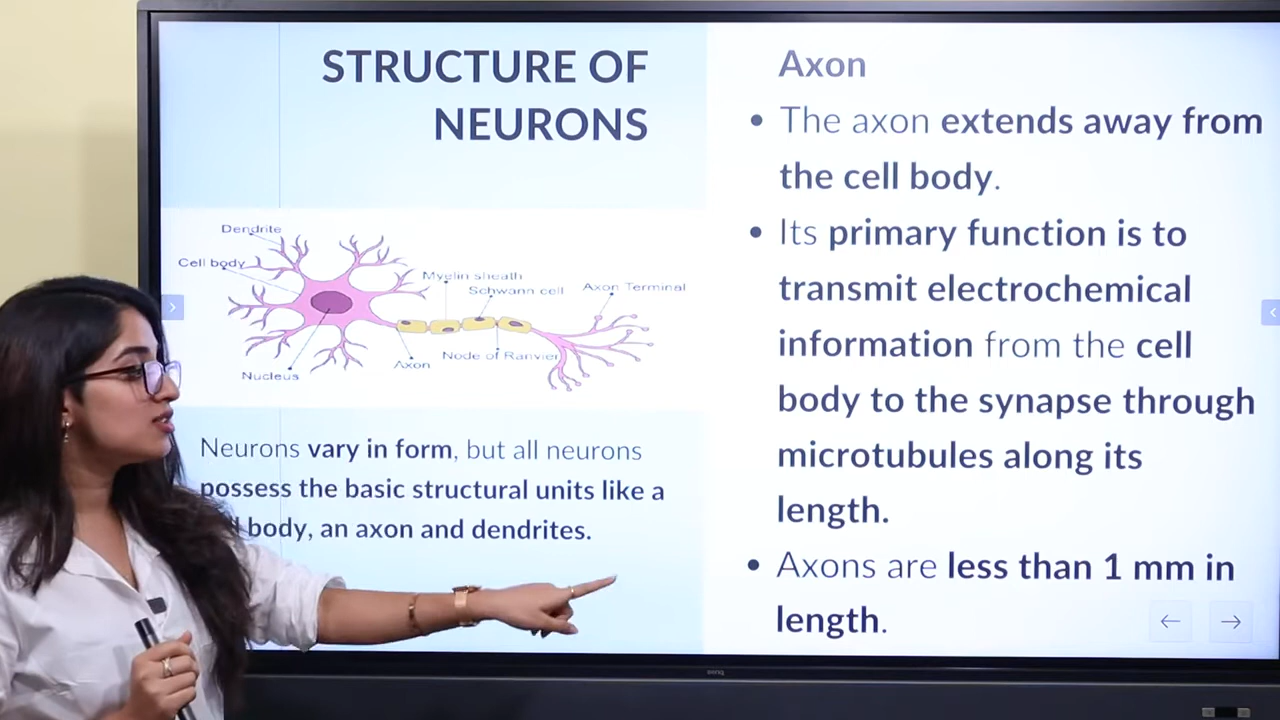 STRUCTURE OF
NEURONS
Dendrite
Cell body
Myelin sheath
Schwann cell
Axon Terminal
Axon
Node of Ranvier
Nucleus
Neurons vary in form, but all neurons
possess the basic structural units like a
body, an axon and dendrites.
Axon
• The axon extends away from
the cell body.
• Its primary function is to
transmit electrochemical
information from the cell
body to the synapse through
microtubules along its
length.
• Axons are less than 1 mm in
length.
BenQ